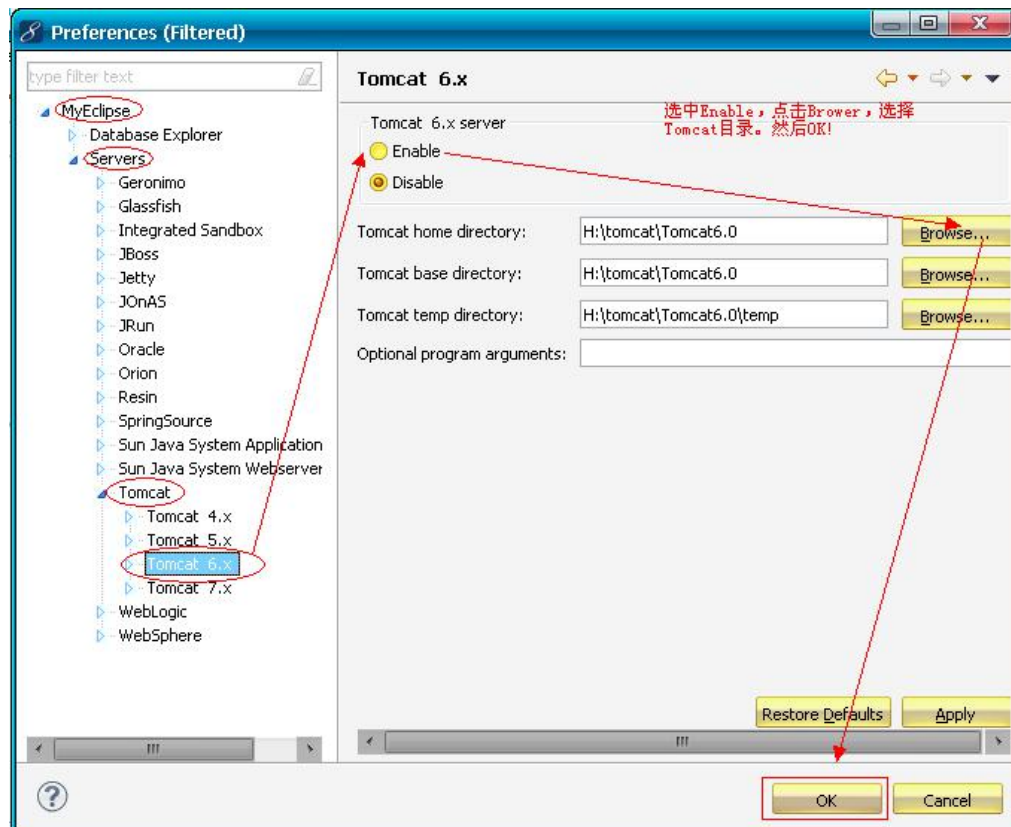 Preferences (Filtered)
type filter text
MyEclipse
Database Explorer
Servers
Geronimo
Glassfish
Integrated Sandbox
JBoss
Jetty
JOnAS
JRun
Oracle
Orion
Resin
SpringSource
Sun Java System Application
Sun Java System Webserver
Tomcat
Tomcat 4.x
Tomcat 5.x
Tomcat 6.x
Tomcat 7.x
WebLogic
WebSphere
Tomcat 6.x
选中Enable，点击Brower，选择
Tomcat目录。然后OK!
Tomcat 6.x server
Enable
Disable
Tomcat home directory: H:\tomcat\Tomcat6.0 Browse...
Tomcat base directory: H:\tomcat\Tomcat6.0 Browse...
Tomcat temp directory: H:\tomcat\Tomcat6.0\temp Browse...
Optional program arguments:
Restore Defaults Apply
OK Cancel